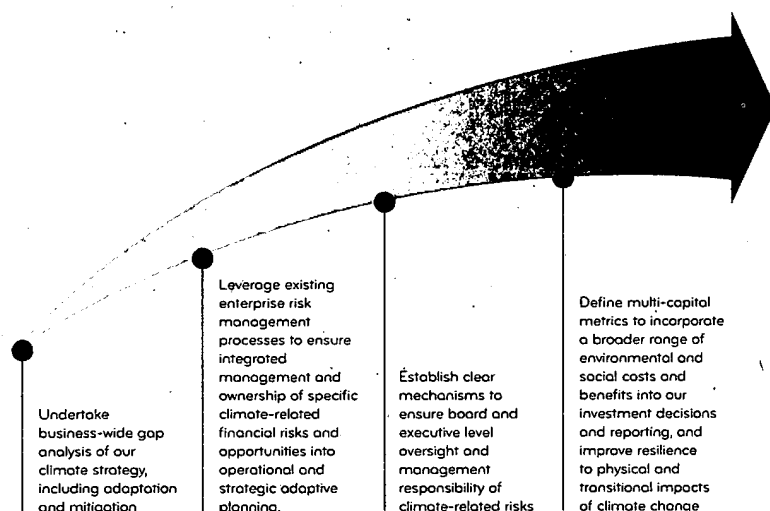 Undertake
business-wide gap
analysis of our
climate strategy,
including adaptation
and mitigation
Leverage existing
enterprise risk
management
processes to ensure
integrated
management and
ownership of specific
climate-related
financial risks and
opportunities into
operational and
strategic adaptive
planning.
Establish clear
mechanisms to
ensure board and
executive level
oversight and
management
responsibility of
climate-related risks
Define multi-capital
metrics to incorporate
a broader range of
environmental and
social costs and
benefits into our
investment decisions
and reporting, and
improve resilience
to physical and
transitional impacts
of climate change